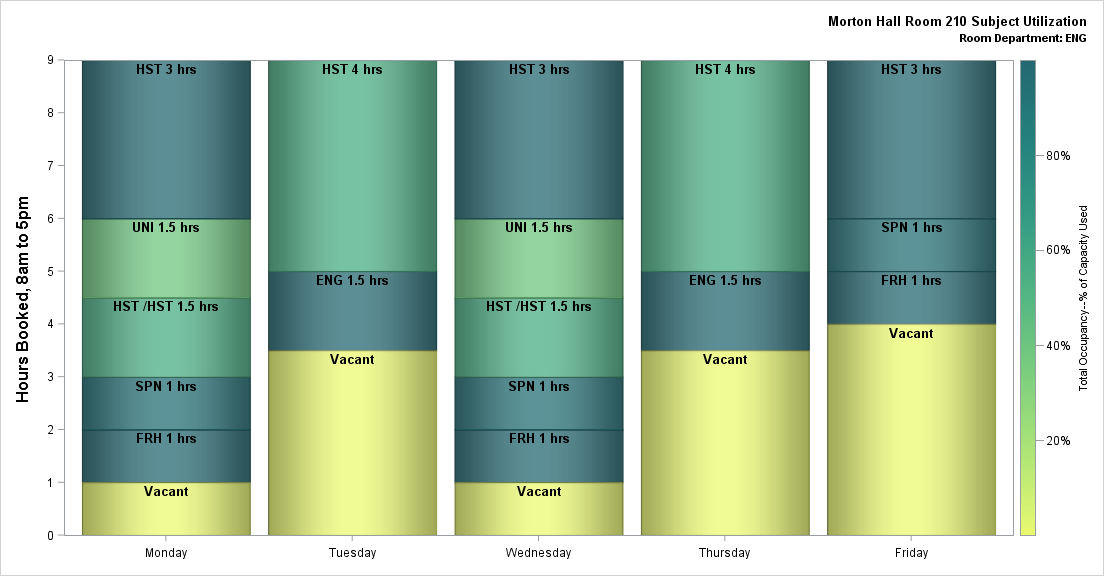 Morton Hall Room 210 Subject Utilization
Room Department: ENG
Hours Booked, 8am to 5pm
9
8
7
6
5
4
3
2
1
0
HST 3 hrs
UNI 1.5 hrs
HST /HST 1.5 hrs
SPN 1 hrs
FRH 1 hrs
Vacant
HST 4 hrs
ENG 1.5 hrs
Vacant
HST 3 hrs
UNI 1.5 hrs
HST /HST 1.5 hrs
SPN 1 hrs
FRH 1 hrs
Vacant
HST 4 hrs
ENG 1.5 hrs
Vacant
HST 3 hrs
SPN 1 hrs
FRH 1 hrs
Vacant
Monday
Tuesday
Wednesday
Thursday
Friday
80%
60%
40%
20%
Total Occupancy--% of Capacity Used